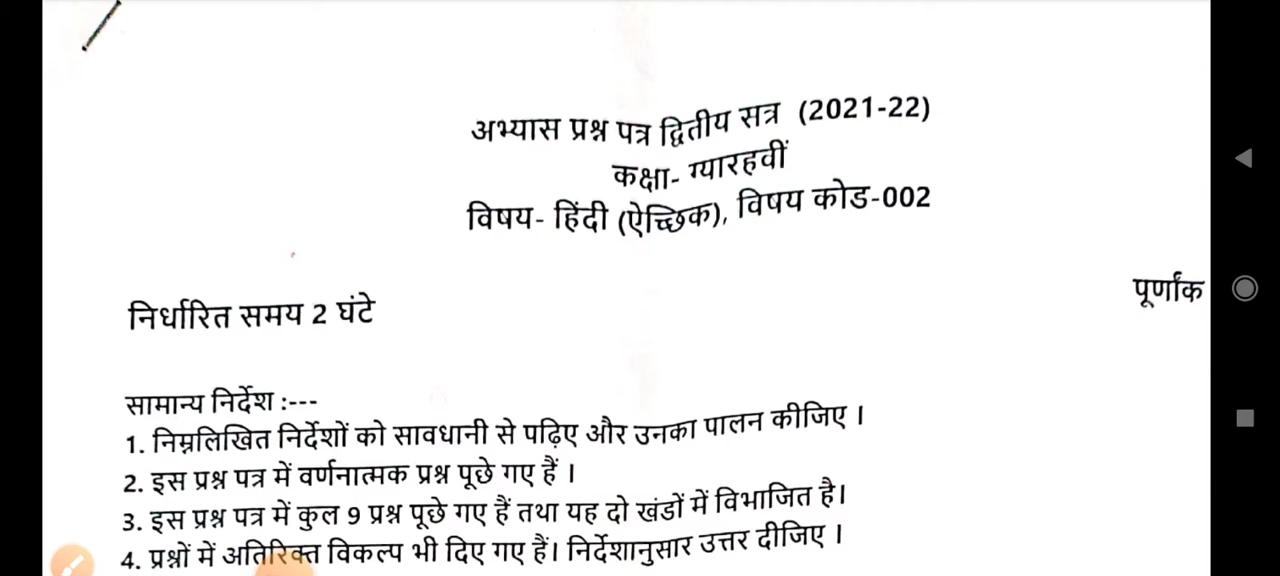 अभ्यास प्रश्न पत्र द्वितीय सत्र (2021-22)
कक्षा- ग्यारहवीं
विषय- हिंदी (ऐच्छिक), विषय कोड-002
निर्धारित समय 2 घंटे
पूर्णांक
सामान्य निर्देश :---
1. निम्नलिखित निर्देशों को सावधानी से पढ़िए और उनका पालन कीजिए ।
2. इस प्रश्न पत्र में वर्णनात्मक प्रश्न पूछे गए हैं ।
3. इस प्रश्न पत्र में कुल 9 प्रश्न पूछे गए हैं तथा यह दो खंडों में विभाजित है।
4. प्रश्नों में अतिरिक्त विकल्प भी दिए गए हैं। निर्देशानुसार उत्तर दीजिए ।